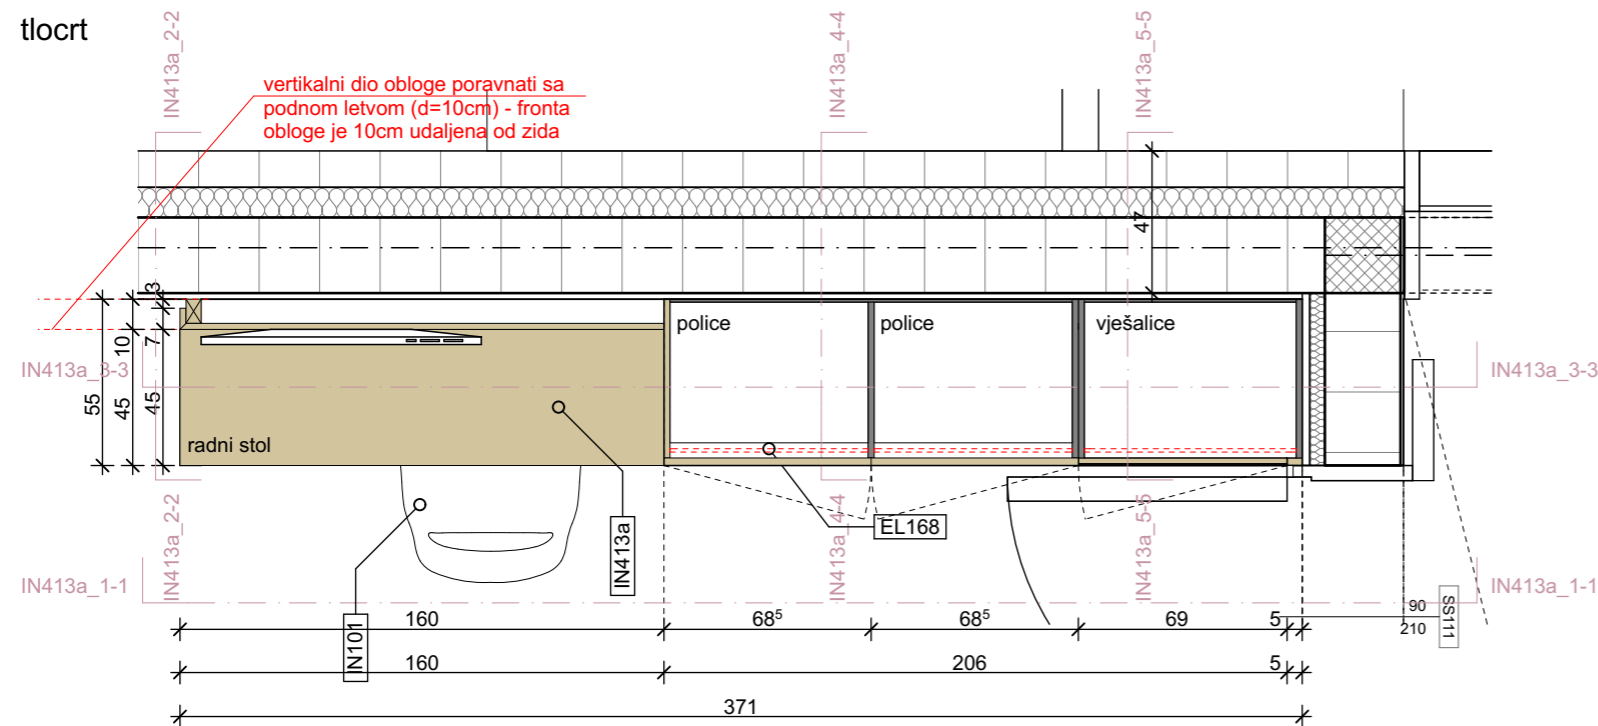 tlocrt
IN413a_2-2
IN413a_4-4
IN413a_5-5
vertikalni dio obloge poravnati sa
podnom letvom (d=10cm) - fronta
obloge je 10cm udaljena od zida
47
3
10
7
55
45
45
police
police
vješalice
IN413a_3-3
IN413a_3-3
radni stol
EL168
IN413a
IN101
IN413a_2-2
IN413a_4-4
IN413a_5-5
IN413a_1-1
IN413a_1-1
90
210
SS111
160
68⁵
68⁵
69
5
160
206
5
371